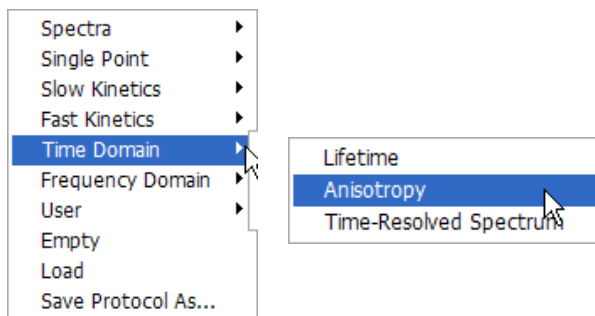 Spectra
Single Point
Slow Kinetics
Fast Kinetics
Time Domain
Frequency Domain
User
Empty
Load
Save Protocol As...
Lifetime
Anisotropy
Time-Resolved Spectrum